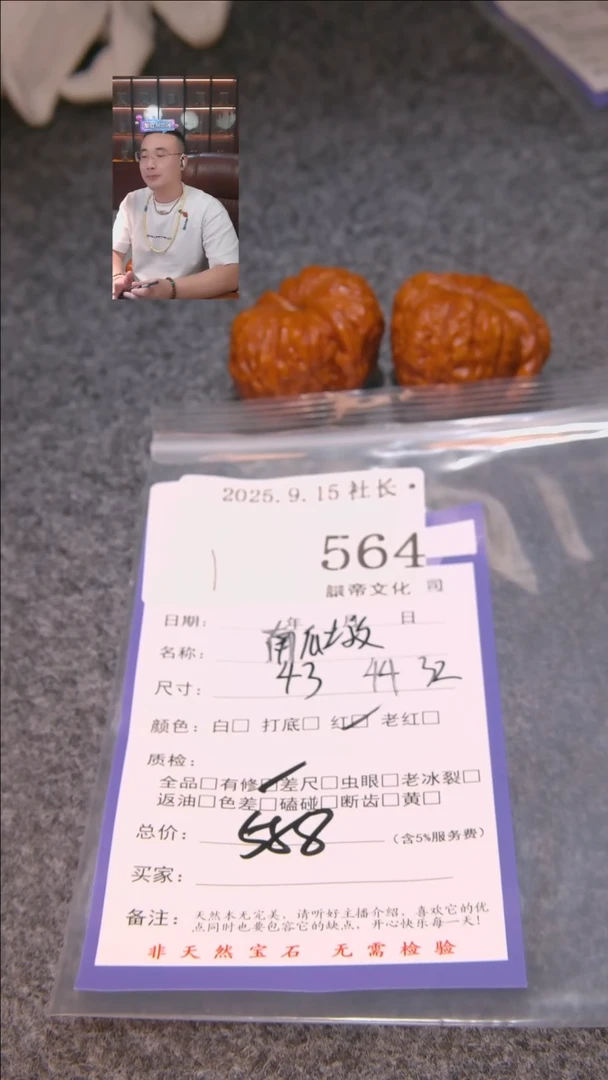 2025.9.15 社长
564
帝文化 司
日期： 年 月 日
名称： 南瓜
尺寸： 43 44 32
颜色：白□ 打底□ 红☑ 老红□
质检：
全品□有修☑差尺□虫眼□老冰裂□
返油□色差□磕碰□断齿□黄□
总价： 588 （含5%服务费）
买家：
备注：天然本无完美，请听好主播介绍，喜欢它的优
点同时也要包容它的缺点，开心快乐每一天！
非天然宝石 无需检验